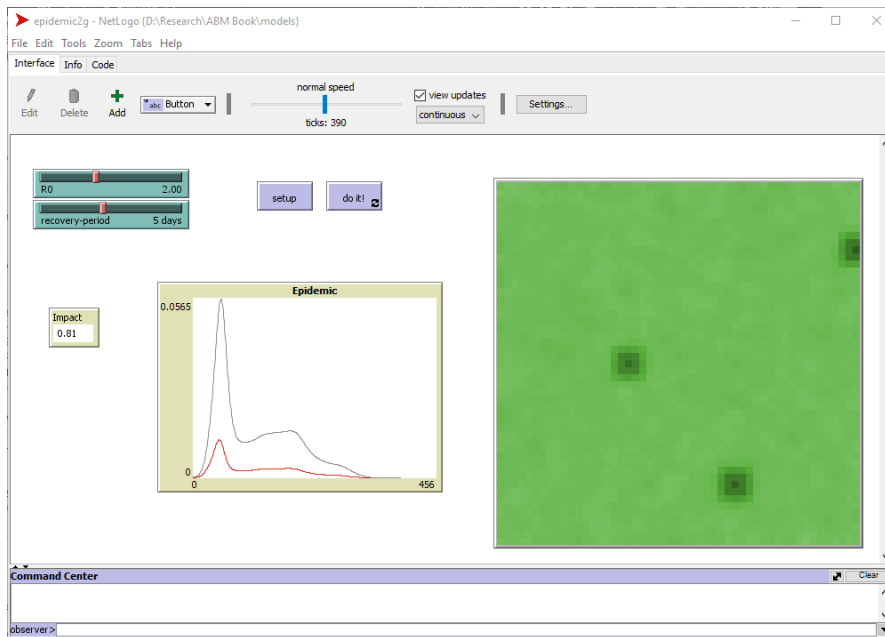 epidemic2g - NetLogo {D:\Research\ABM Book\models}
File Edit Tools Zoom Tabs Help
Interface Info Code
Edit Delete Add abc Button normal speed ticks: 390 view updates continuous Settings...
R0 2.00
recovery-period 5 days
setup do it!
Impact
0.81
Epidemic
0.0565
0
0 456
Command Center Clear
observer>